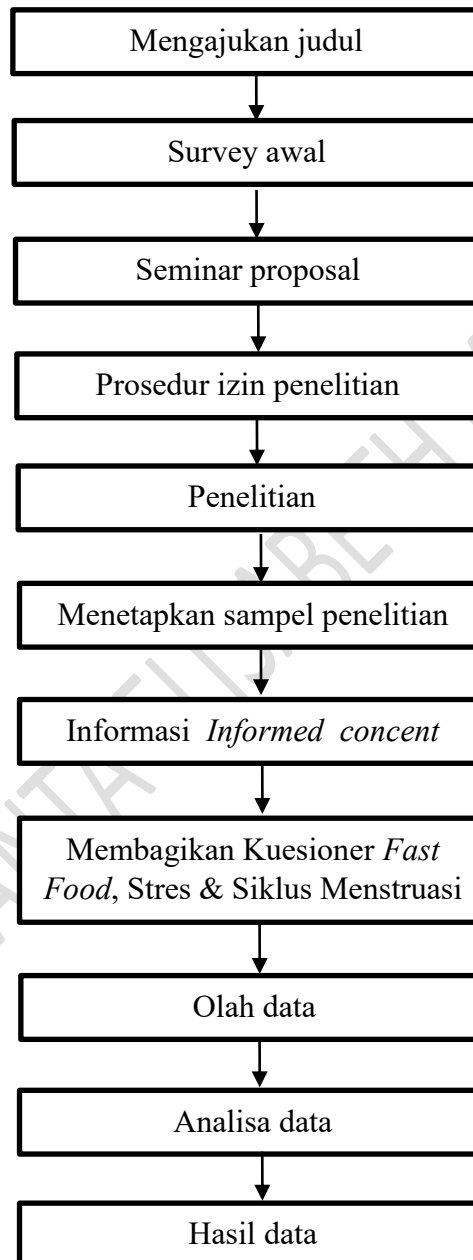 Mengajukan judul
Survey awal
Seminar proposal
Prosedur izin penelitian
Penelitian
Menetapkan sampel penelitian
Informasi Informed concent
Membagikan Kuesioner Fast
Food, Stres & Siklus Menstruasi
Olah data
Analisa data
Hasil data